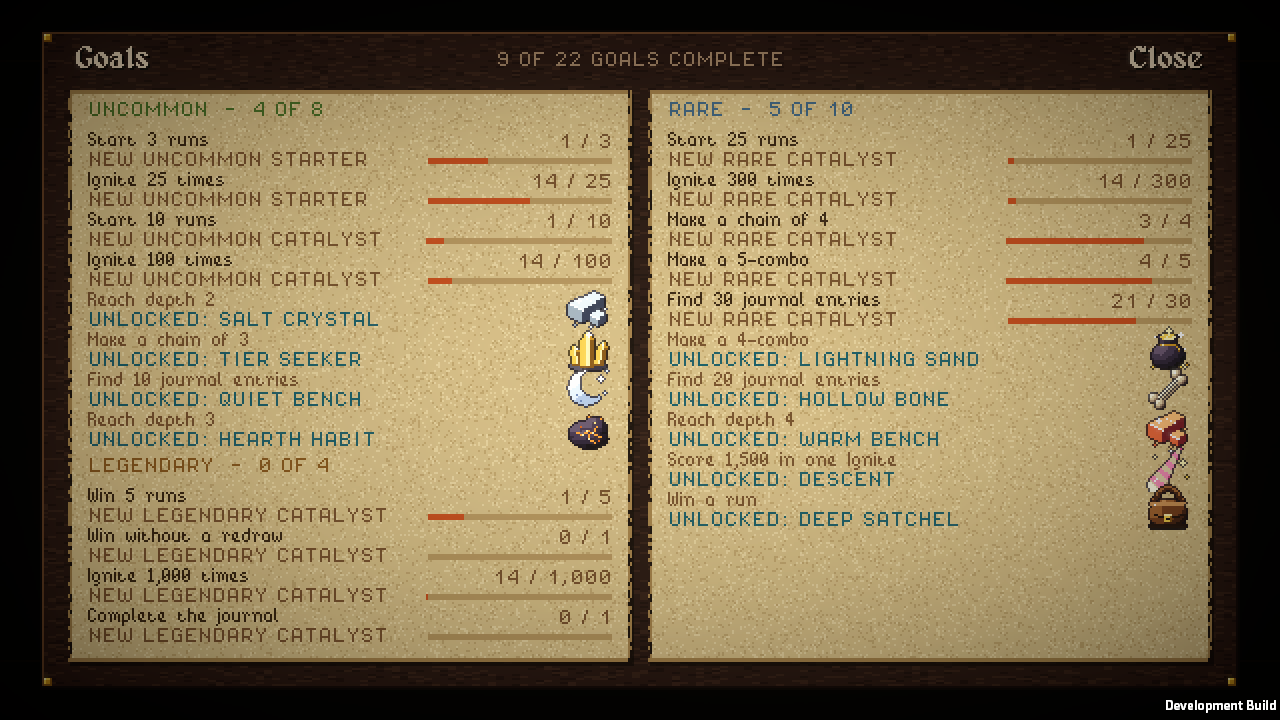 Goals
9 OF 22 GOALS COMPLETE
Close
UNCOMMON - 4 OF 8
Start 3 runs
1 / 3
NEW UNCOMMON STARTER
Ignite 25 times
14 / 25
NEW UNCOMMON STARTER
Start 10 runs
1 / 10
NEW UNCOMMON CATALYST
Ignite 100 times
14 / 100
NEW UNCOMMON CATALYST
Reach depth 2
UNLOCKED: SALT CRYSTAL
Make a chain of 3
UNLOCKED: TIER SEEKER
Find 10 journal entries
UNLOCKED: QUIET BENCH
Reach depth 3
UNLOCKED: HEARTH HABIT
LEGENDARY - 0 OF 4
Win 5 runs
1 / 5
NEW LEGENDARY CATALYST
Win without a redraw
0 / 1
NEW LEGENDARY CATALYST
Ignite 1,000 times
14 / 1,000
NEW LEGENDARY CATALYST
Complete the journal
0 / 1
NEW LEGENDARY CATALYST
RARE - 5 OF 10
Start 25 runs
1 / 25
NEW RARE CATALYST
Ignite 300 times
14 / 300
NEW RARE CATALYST
Make a chain of 4
3 / 4
NEW RARE CATALYST
Make a 5-combo
4 / 5
NEW RARE CATALYST
Find 30 journal entries
21 / 30
NEW RARE CATALYST
Make a 4-combo
UNLOCKED: LIGHTNING SAND
Find 20 journal entries
UNLOCKED: HOLLOW BONE
Reach depth 4
UNLOCKED: WARM BENCH
Score 1,500 in one Ignite
UNLOCKED: DESCENT
Win a run
UNLOCKED: DEEP SATCHEL
Development Build